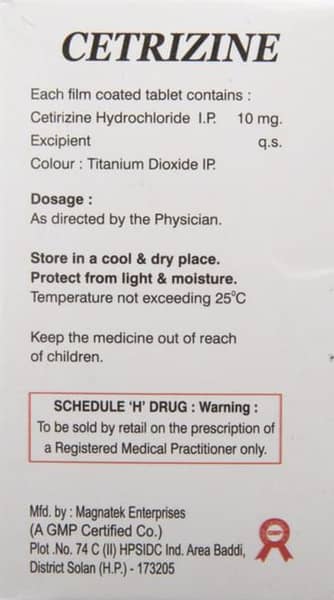 CETRIZINE
Each film coated tablet contains :
Cetirizine Hydrochloride I.P. 10 mg.
Excipient q.s.
Colour : Titanium Dioxide IP.
Dosage :
As directed by the Physician.
Store in a cool & dry place.
Protect from light & moisture.
Temperature not exceeding 25°C
Keep the medicine out of reach
of children.
SCHEDULE 'H' DRUG : Warning :
To be sold by retail on the prescription of
a Registered Medical Practitioner only.
Mfd. by : Magnatek Enterprises
(A GMP Certified Co.)
Plot .No. 74 C (II) HPSIDC Ind. Area Baddi,
District Solan (H.P.) - 173205